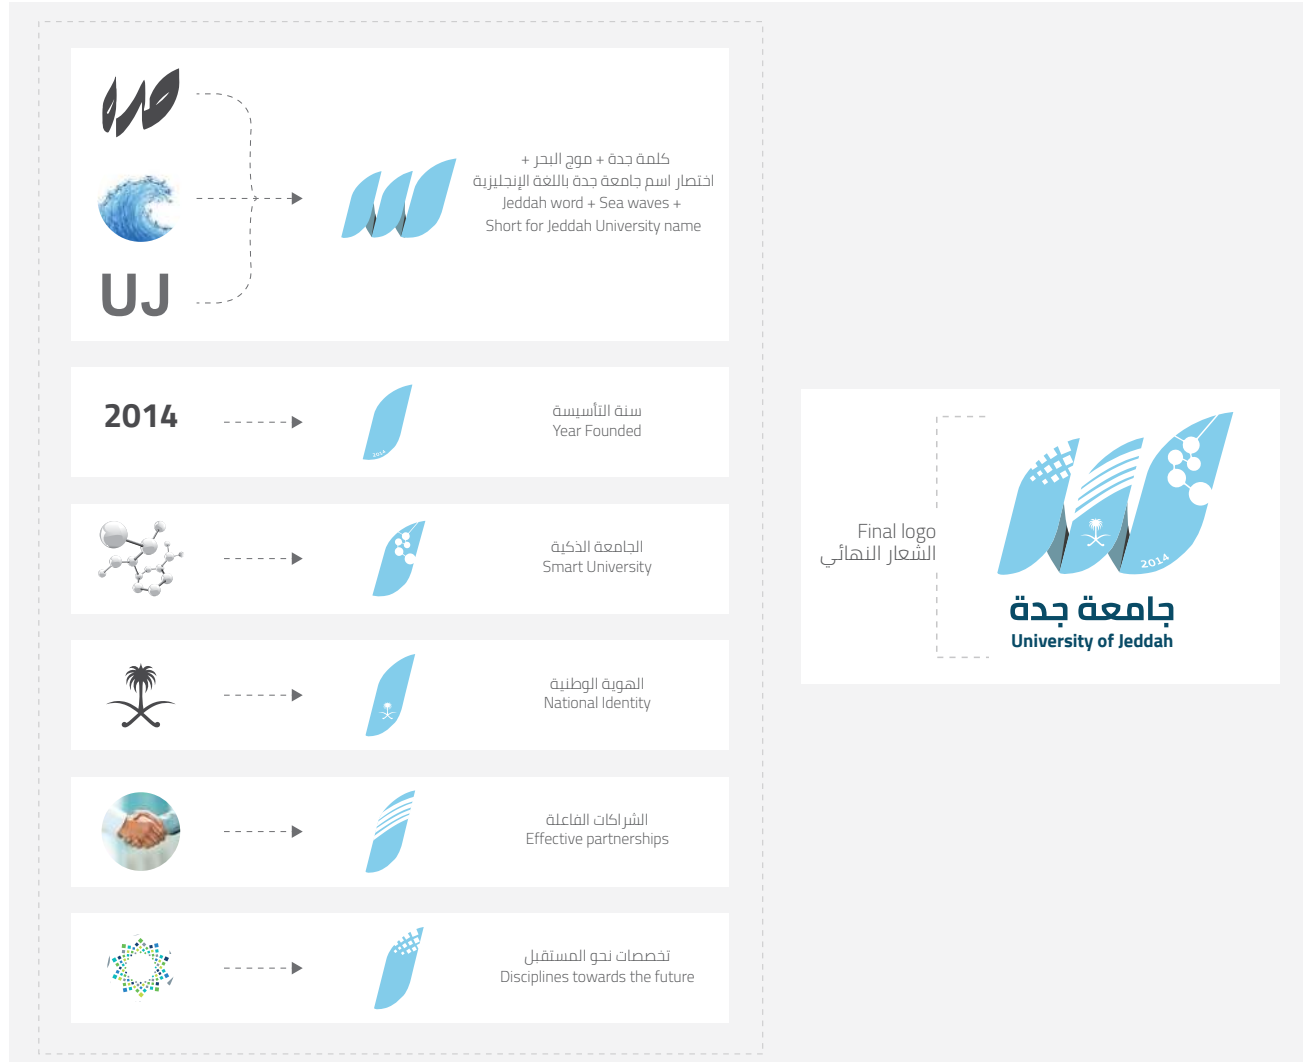 كلمة جدة + موج البحر +
اختصار اسم جامعة جدة باللغة الإنجليزية
Jeddah word + Sea waves +
Short for Jeddah University name
UJ
2014
2014
سنة التأسيسة
Year Founded
الجامعة الذكية
Smart University
الهوية الوطنية
National Identity
الشراكات الفاعلة
Effective partnerships
تخصصات نحو المستقبل
Disciplines towards the future
Final logo
الشعار النهائي
2014
جامعة جدة
University of Jeddah